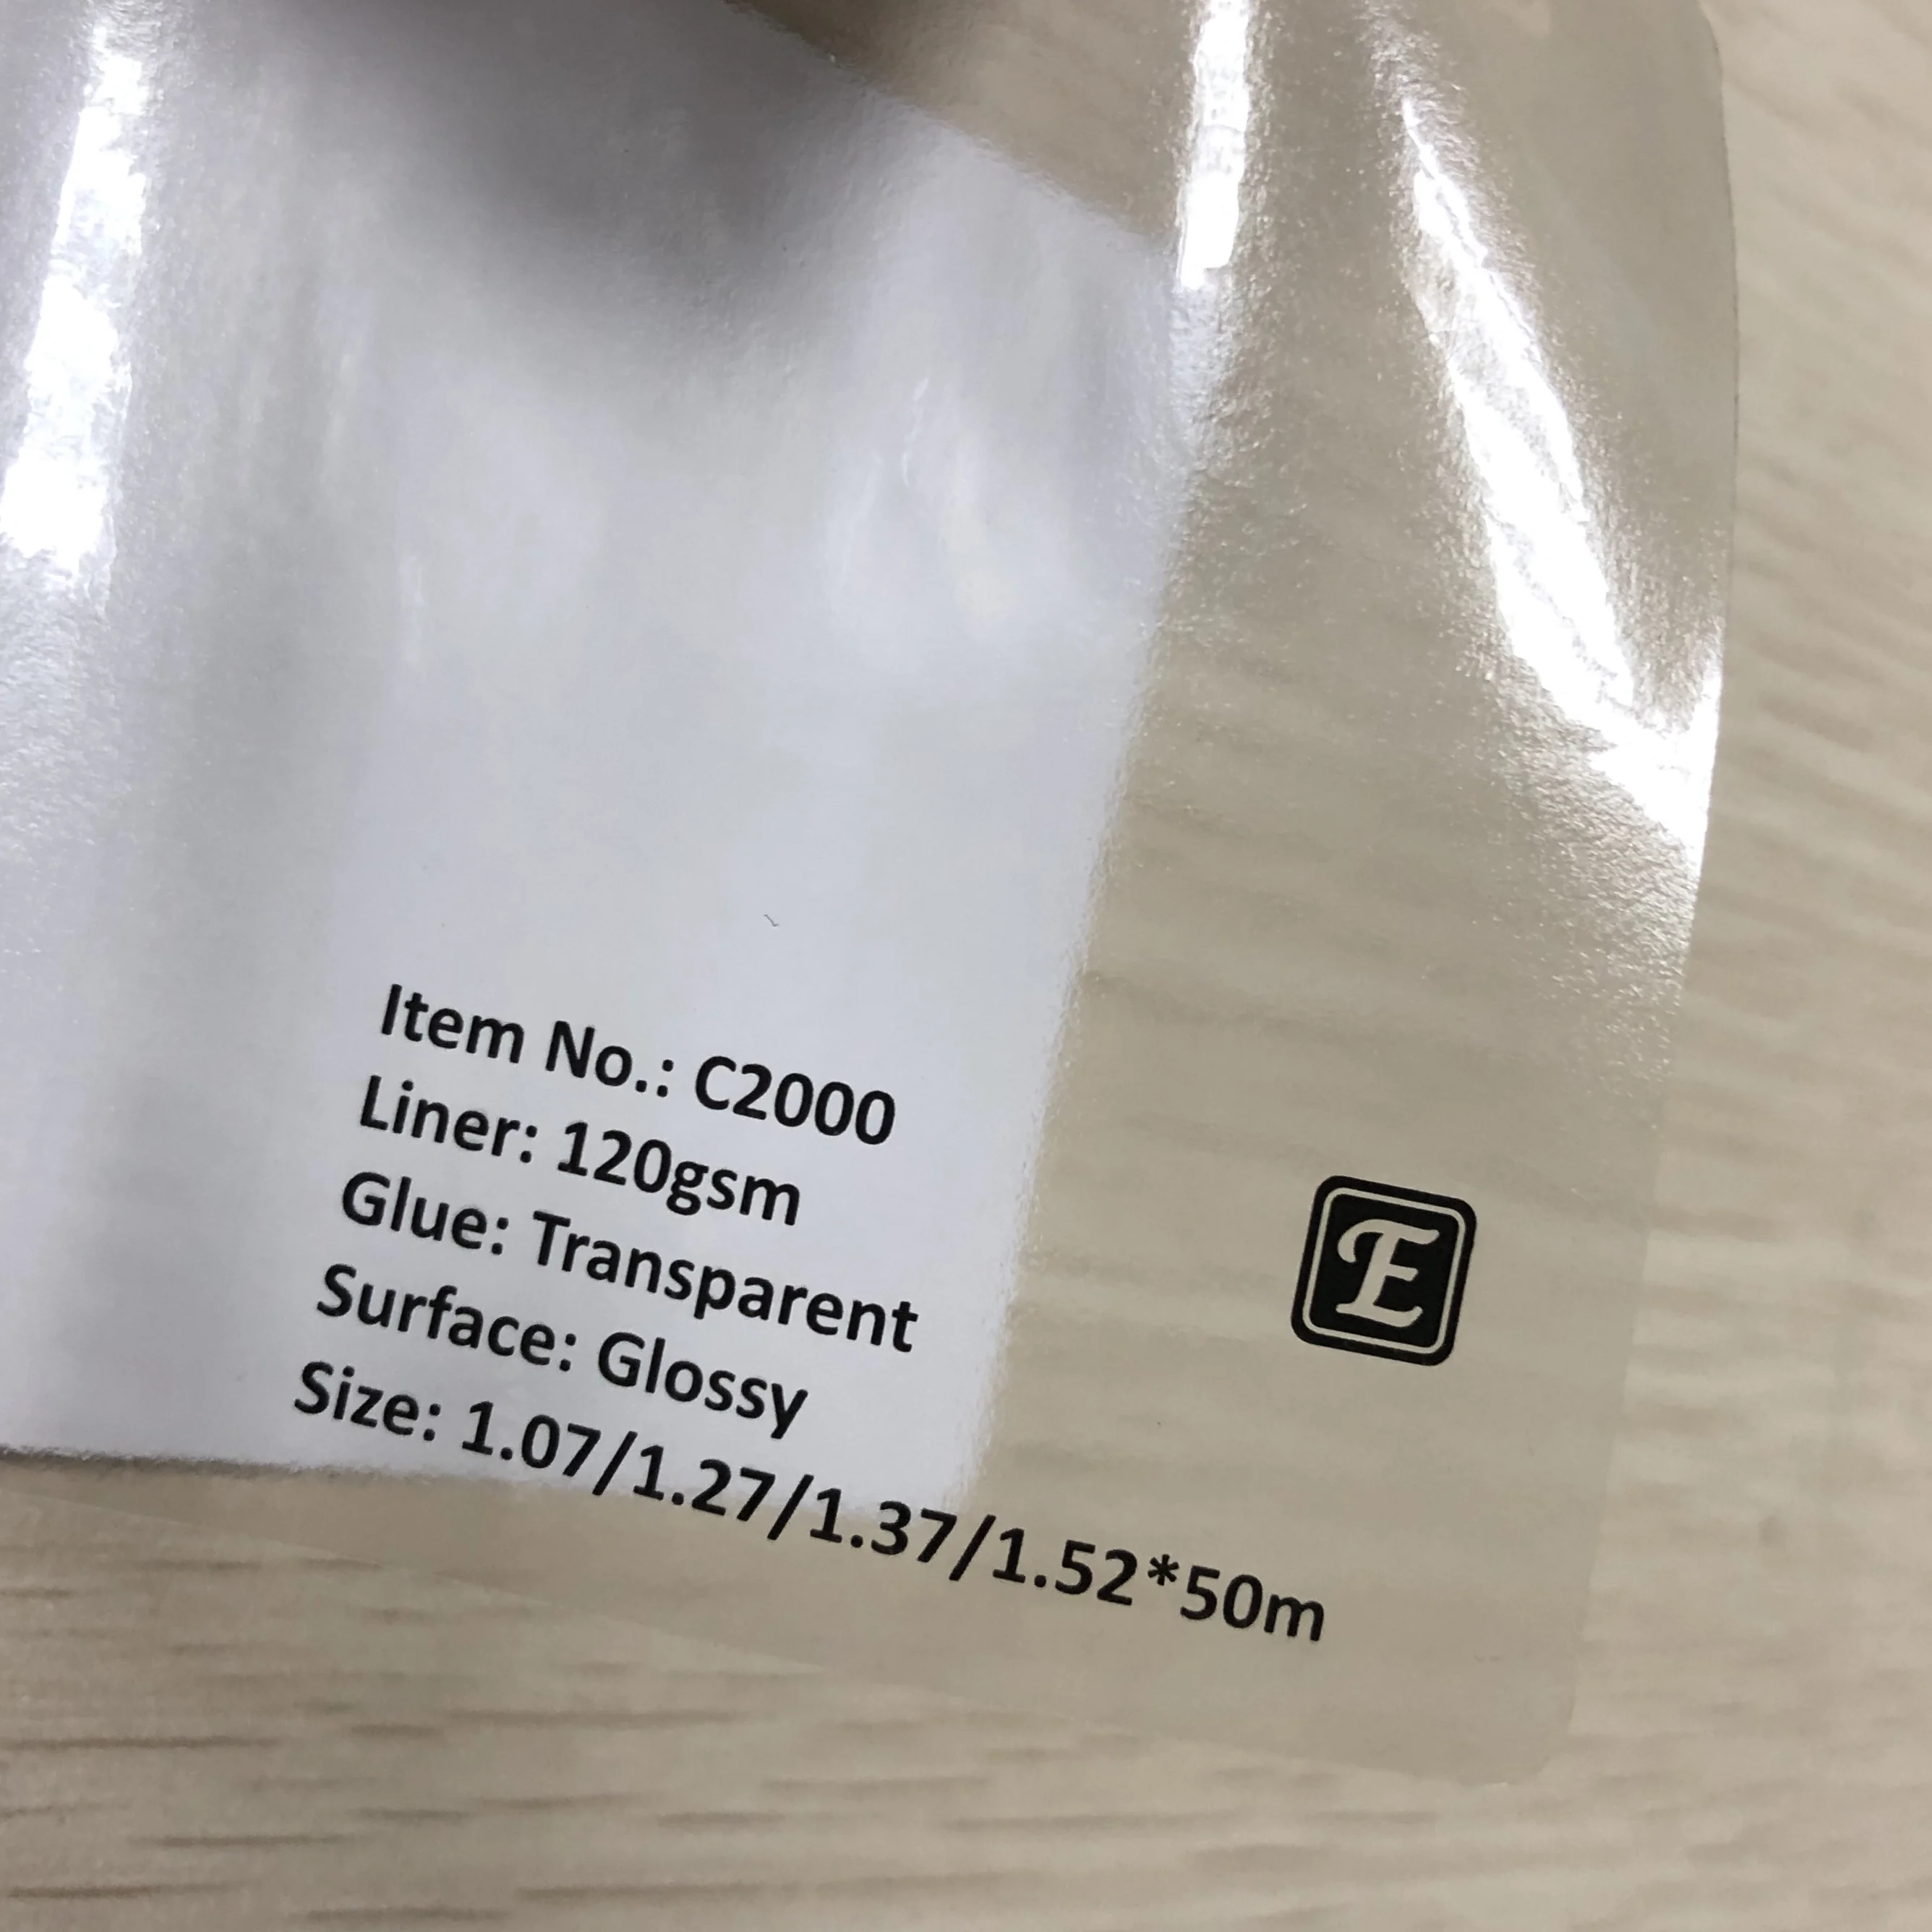 Item No.: C2000
Liner: 120gsm
Glue: Transparent
Surface: Glossy
Size: 1.07/1.27/1.37/1.52*50m
E